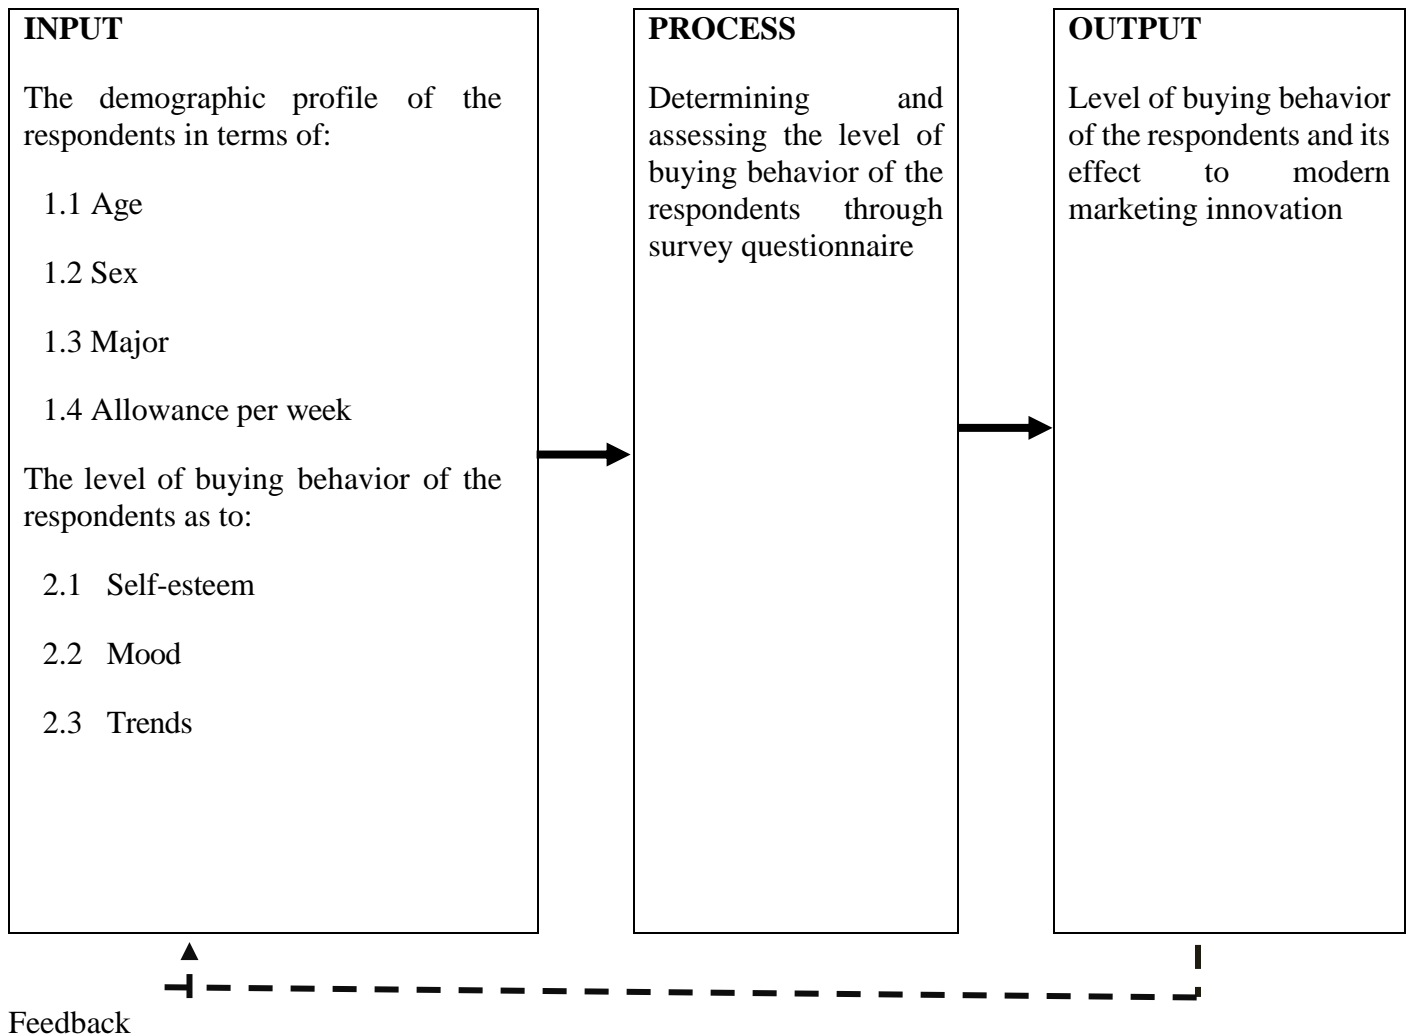 INPUT
The demographic profile of the
respondents in terms of:
1.1 Age
1.2 Sex
1.3 Major
1.4 Allowance per week
The level of buying behavior of the
respondents as to:
2.1 Self-esteem
2.2 Mood
2.3 Trends
PROCESS
Determining and
assessing the level of
buying behavior of the
respondents through
survey questionnaire
OUTPUT
Level of buying behavior
of the respondents and its
effect to modern
marketing innovation
Feedback